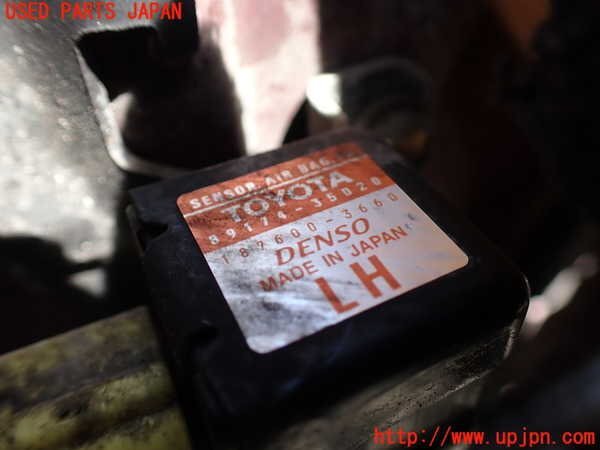 USED PARTS JAPAN
SENSOR, AIR BAG,
TOYOTA
89174-35020
187600-3660
DENSO
MADE IN JAPAN
LH
http://www.upjpn.com/